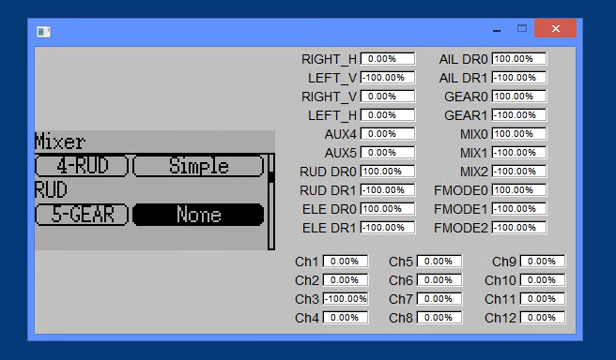 Mixer
4-RUD Simple
RUD
5-GEAR None
RIGHT_H 0.00% AIL DR0 100.00%
LEFT_V -100.00% AIL DR1 -100.00%
RIGHT_V 0.00% GEAR0 100.00%
LEFT_H 0.00% GEAR1 -100.00%
AUX4 0.00% MIX0 100.00%
AUX5 0.00% MIX1 -100.00%
RUD DR0 100.00% MIX2 -100.00%
RUD DR1 -100.00% FMODE0 100.00%
ELE DR0 100.00% FMODE1 -100.00%
ELE DR1 -100.00% FMODE2 -100.00%
Ch1 0.00% Ch5 0.00% Ch9 0.00%
Ch2 0.00% Ch6 0.00% Ch10 0.00%
Ch3 -100.00% Ch7 0.00% Ch11 0.00%
Ch4 0.00% Ch8 0.00% Ch12 0.00%